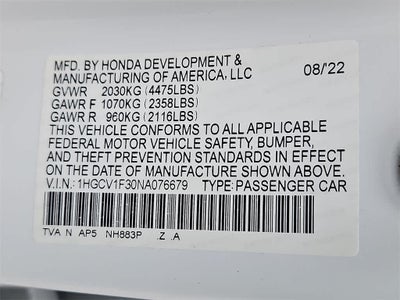 MFD. BY HONDA DEVELOPMENT &
MANUFACTURING OF AMERICA, LLC 08/'22
GVWR 2030KG (4475LBS)
GAWR F 1070KG (2358LBS)
GAWR R 960KG (2116LBS)
THIS VEHICLE CONFORMS TO ALL APPLICABLE
FEDERAL MOTOR VEHICLE SAFETY, BUMPER,
AND THEFT PREVENTION STANDARDS IN EFFECT
ON THE DATE OF MANUFACTURE SHOWN ABOVE.
V.I.N.: 1HGCV1F30NA076679 TYPE: PASSENGER CAR
TVA N AP5 NH883P .Z .A